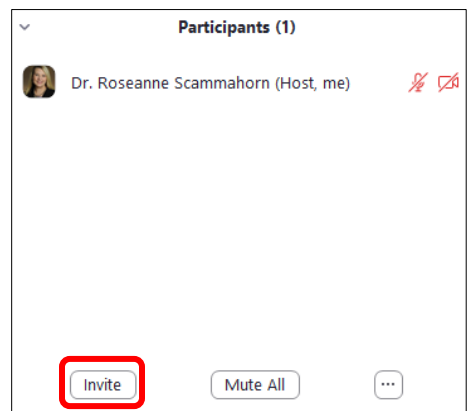 Participants (1)
Dr. Roseanne Scammahorn (Host, me)
Invite Mute All ...